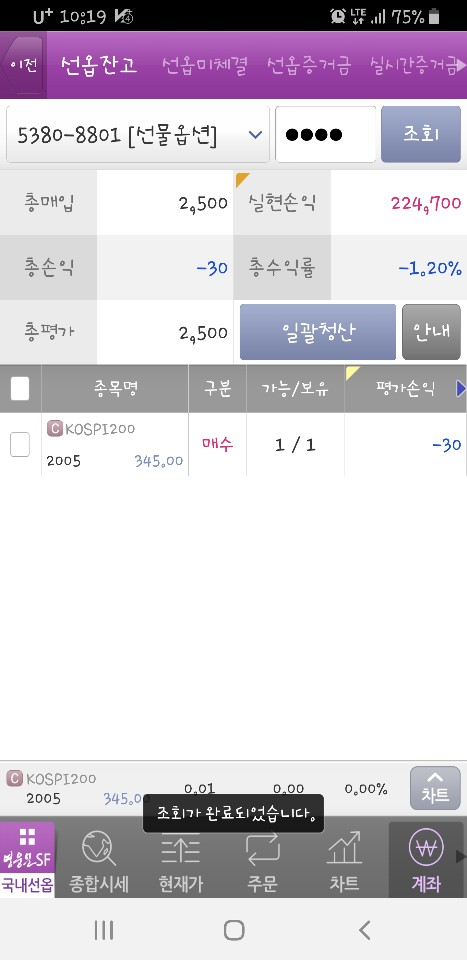 U+ 10:19 LTE 75%
이전 선옵잔고 선옵미체결 선옵증거금 실시간증거금
5380-8801 [선물옵션] ●●●● 조회
총매입 2,500 실현손익 224,700
총손익 -30 총수익률 -1.20%
총평가 2,500 일괄청산 안내
종목명 구분 가능/보유 평가손익
C KOSPI200
2005 345.00 매수 1 / 1 -30
C KOSPI200
2005 345.00 0.01 0.00 0.00% 차트
조회가 완료되었습니다.
영웅문SF
국내선옵 종합시세 현재가 주문 차트 계좌